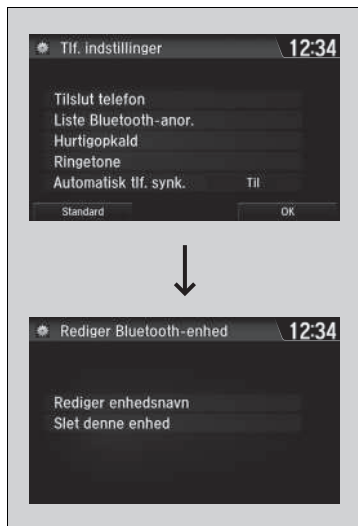 Tlf. indstillinger 12:34
Tilslut telefon
Liste Bluetooth-anor.
Hurtigopkald
Ringetone
Automatisk tlf. synk. Til
Standard OK
Rediger Bluetooth-enhed 12:34
Rediger enhedsnavn
Slet denne enhed